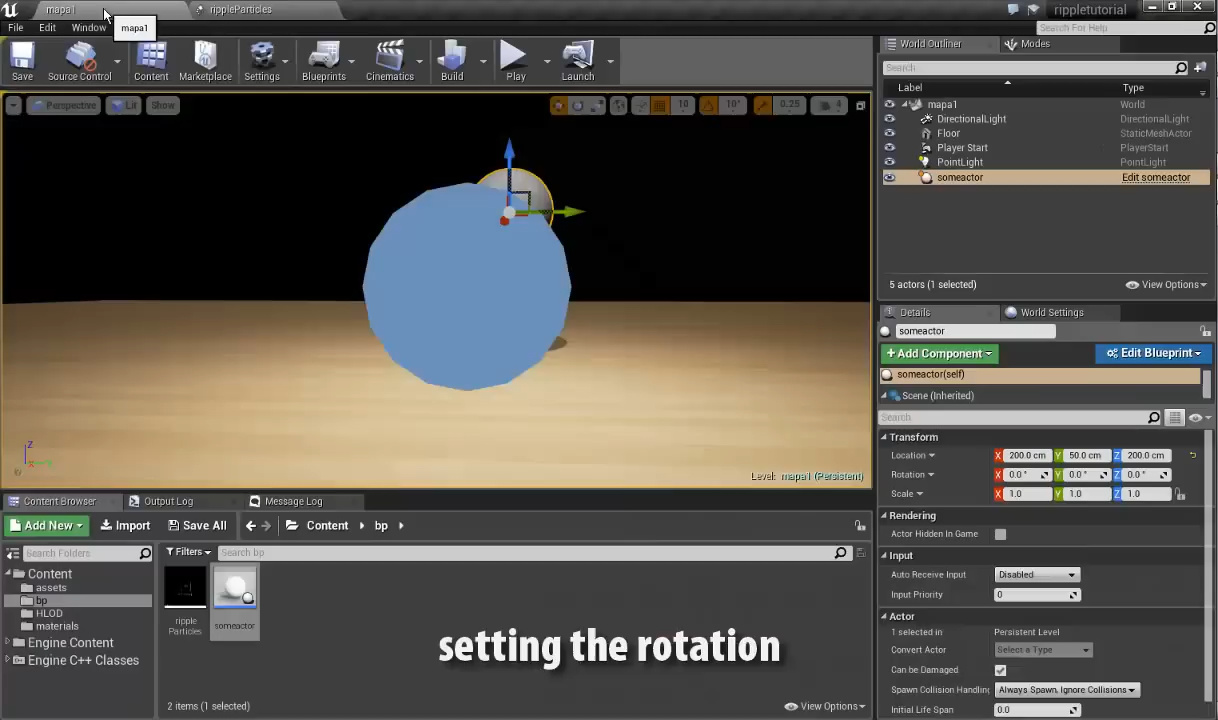 mapa1
rippleParticles
rippletutorial
File
Edit
Window
mapa1
Search For Help
Save
Source Control
Content
Marketplace
Settings
Blueprints
Cinematics
Build
Play
Launch
World Outliner
Modes
Search
Label
Type
mapa1
World
DirectionalLight
DirectionalLight
Floor
StaticMeshActor
Player Start
PlayerStart
PointLight
PointLight
someactor
Edit someactor
5 actors (1 selected)
View Options
Perspective
Lit
Show
10
10°
0.25
4
Z
Level: mapa1 (Persistent)
Details
World Settings
someactor
+ Add Component
Edit Blueprint
someactor(self)
Scene (Inherited)
Search
Transform
Location
X 200.0 cm
Y 50.0 cm
Z 200.0 cm
Rotation
X 0.0 °
Y 0.0 °
Z 0.0 °
Scale
X 1.0
Y 1.0
Z 1.0
Rendering
Actor Hidden In Game
Input
Auto Receive Input
Disabled
Input Priority
0
Actor
1 selected in
Persistent Level
Convert Actor
Select a Type
Can be Damaged
Spawn Collision Handling
Always Spawn, Ignore Collisions
Initial Life Span
0.0
Content Browser
Output Log
Message Log
Add New
Import
Save All
Content
bp
Search Folders
Filters
Search bp
Content
assets
bp
HLOD
materials
Engine Content
Engine C++ Classes
ripple
Particles
someactor
setting the rotation
2 items (1 selected)
View Options